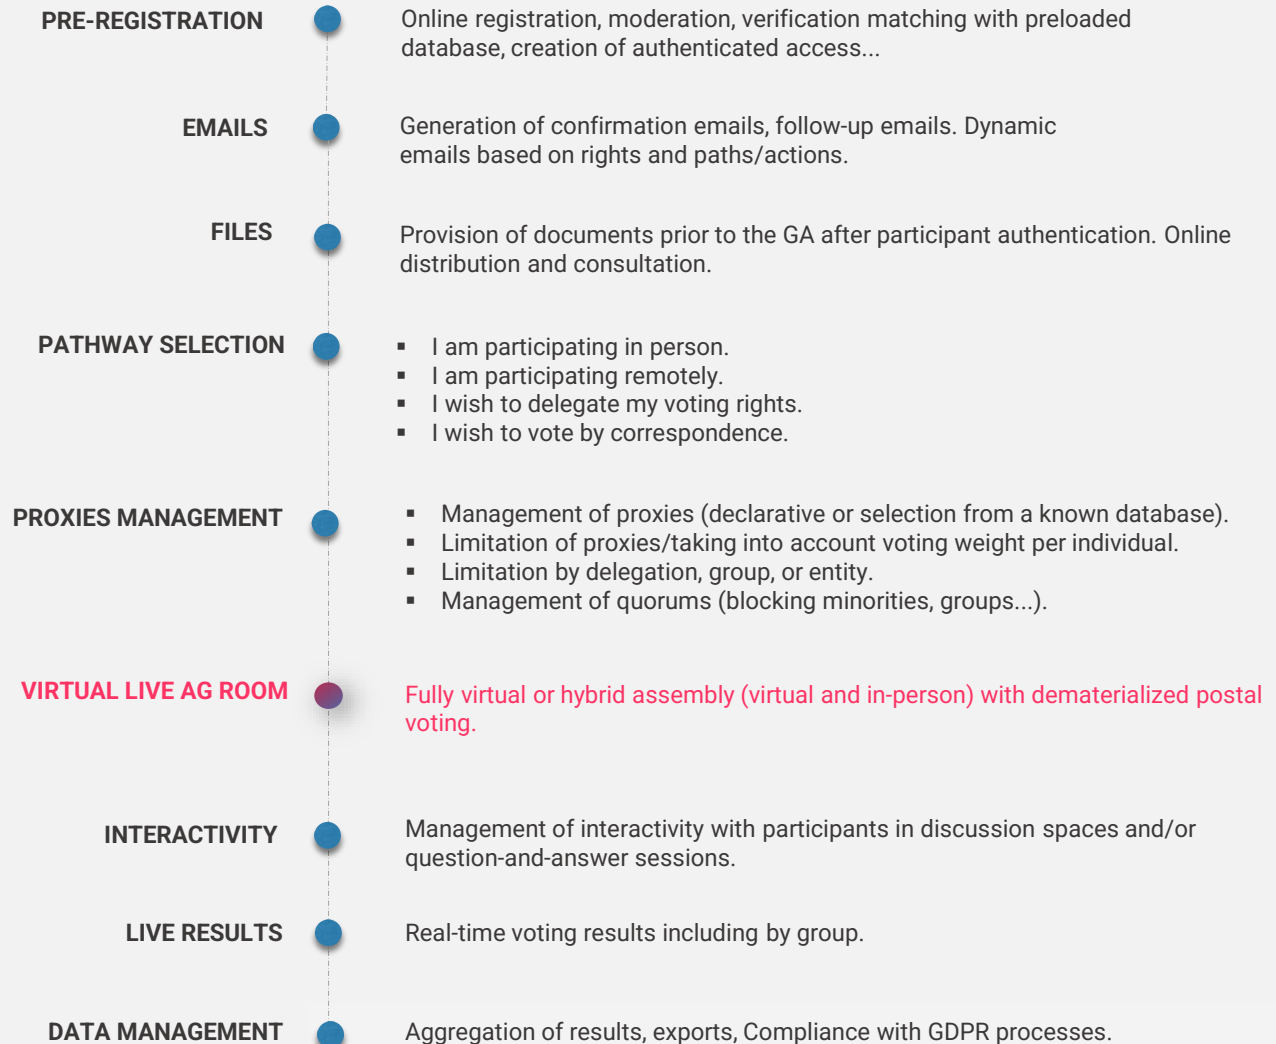 PRE-REGISTRATION
Online registration, moderation, verification matching with preloaded
database, creation of authenticated access...
EMAILS
Generation of confirmation emails, follow-up emails. Dynamic
emails based on rights and paths/actions.
FILES
Provision of documents prior to the GA after participant authentication. Online
distribution and consultation.
PATHWAY SELECTION
▪ I am participating in person.
▪ I am participating remotely.
▪ I wish to delegate my voting rights.
▪ I wish to vote by correspondence.
PROXIES MANAGEMENT
▪ Management of proxies (declarative or selection from a known database).
▪ Limitation of proxies/taking into account voting weight per individual.
▪ Limitation by delegation, group, or entity.
▪ Management of quorums (blocking minorities, groups...).
VIRTUAL LIVE AG ROOM
Fully virtual or hybrid assembly (virtual and in-person) with dematerialized postal
voting.
INTERACTIVITY
Management of interactivity with participants in discussion spaces and/or
question-and-answer sessions.
LIVE RESULTS
Real-time voting results including by group.
DATA MANAGEMENT
Aggregation of results, exports, Compliance with GDPR processes.